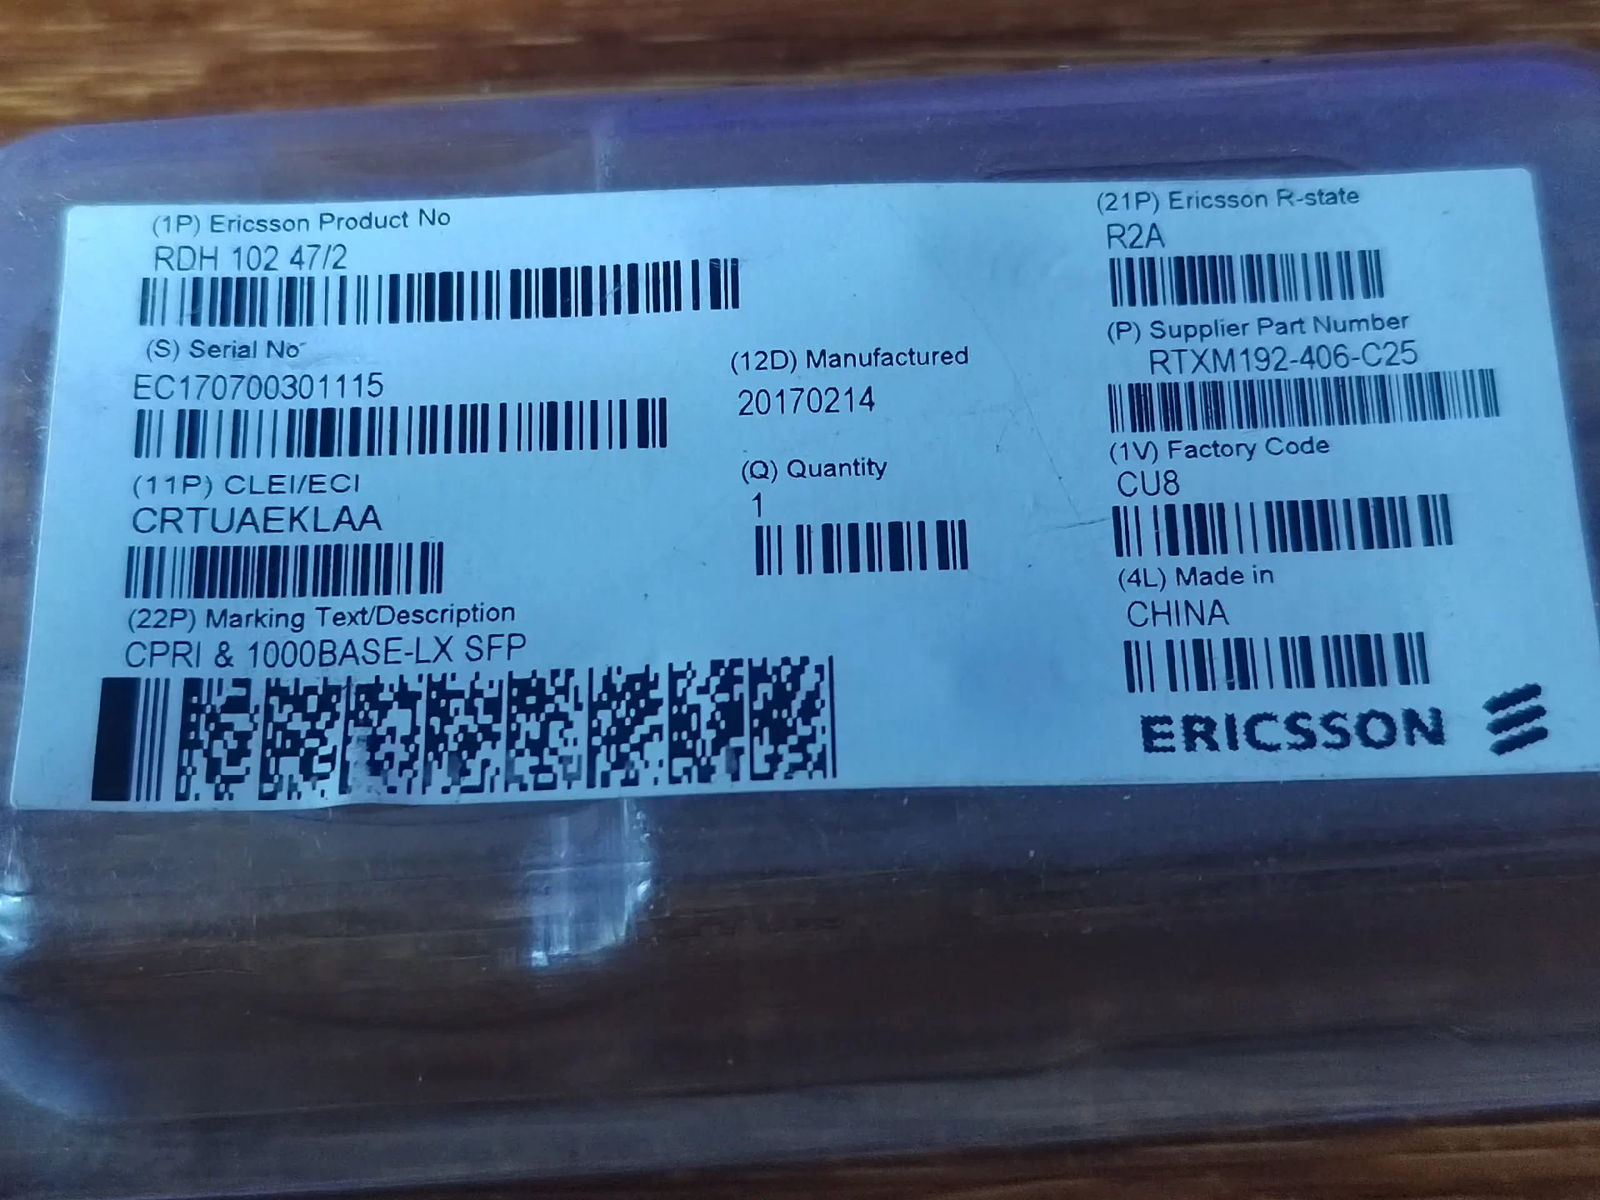 (1P) Ericsson Product No
RDH 102 47/2
(S) Serial No
EC170700301115
(11P) CLEI/ECI
CRTUAEKLAA
(22P) Marking Text/Description
CPRI & 1000BASE-LX SFP
(12D) Manufactured
20170214
(Q) Quantity
1
(21P) Ericsson R-state
R2A
(P) Supplier Part Number
RTXM192-406-C25
(1V) Factory Code
CU8
(4L) Made in
CHINA
ERICSSON